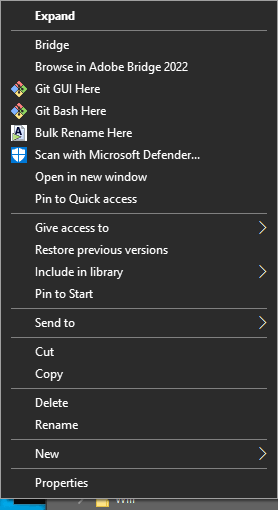 Expand
Bridge
Browse in Adobe Bridge 2022
Git GUI Here
Git Bash Here
Bulk Rename Here
Scan with Microsoft Defender...
Open in new window
Pin to Quick access
Give access to
Restore previous versions
Include in library
Pin to Start
Send to
Cut
Copy
Delete
Rename
New
Properties